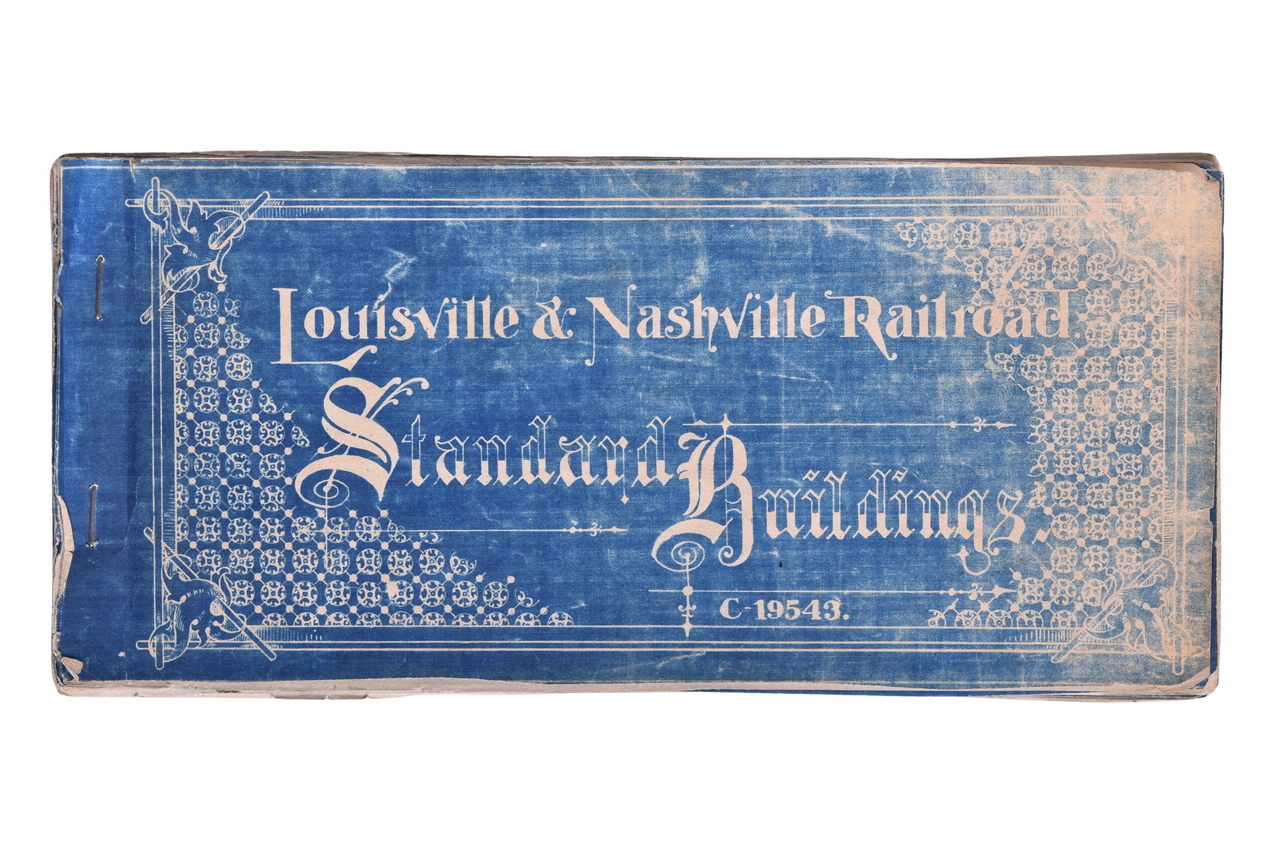 Louisville & Nashville Railroad
Standard Buildings.
C-19543.